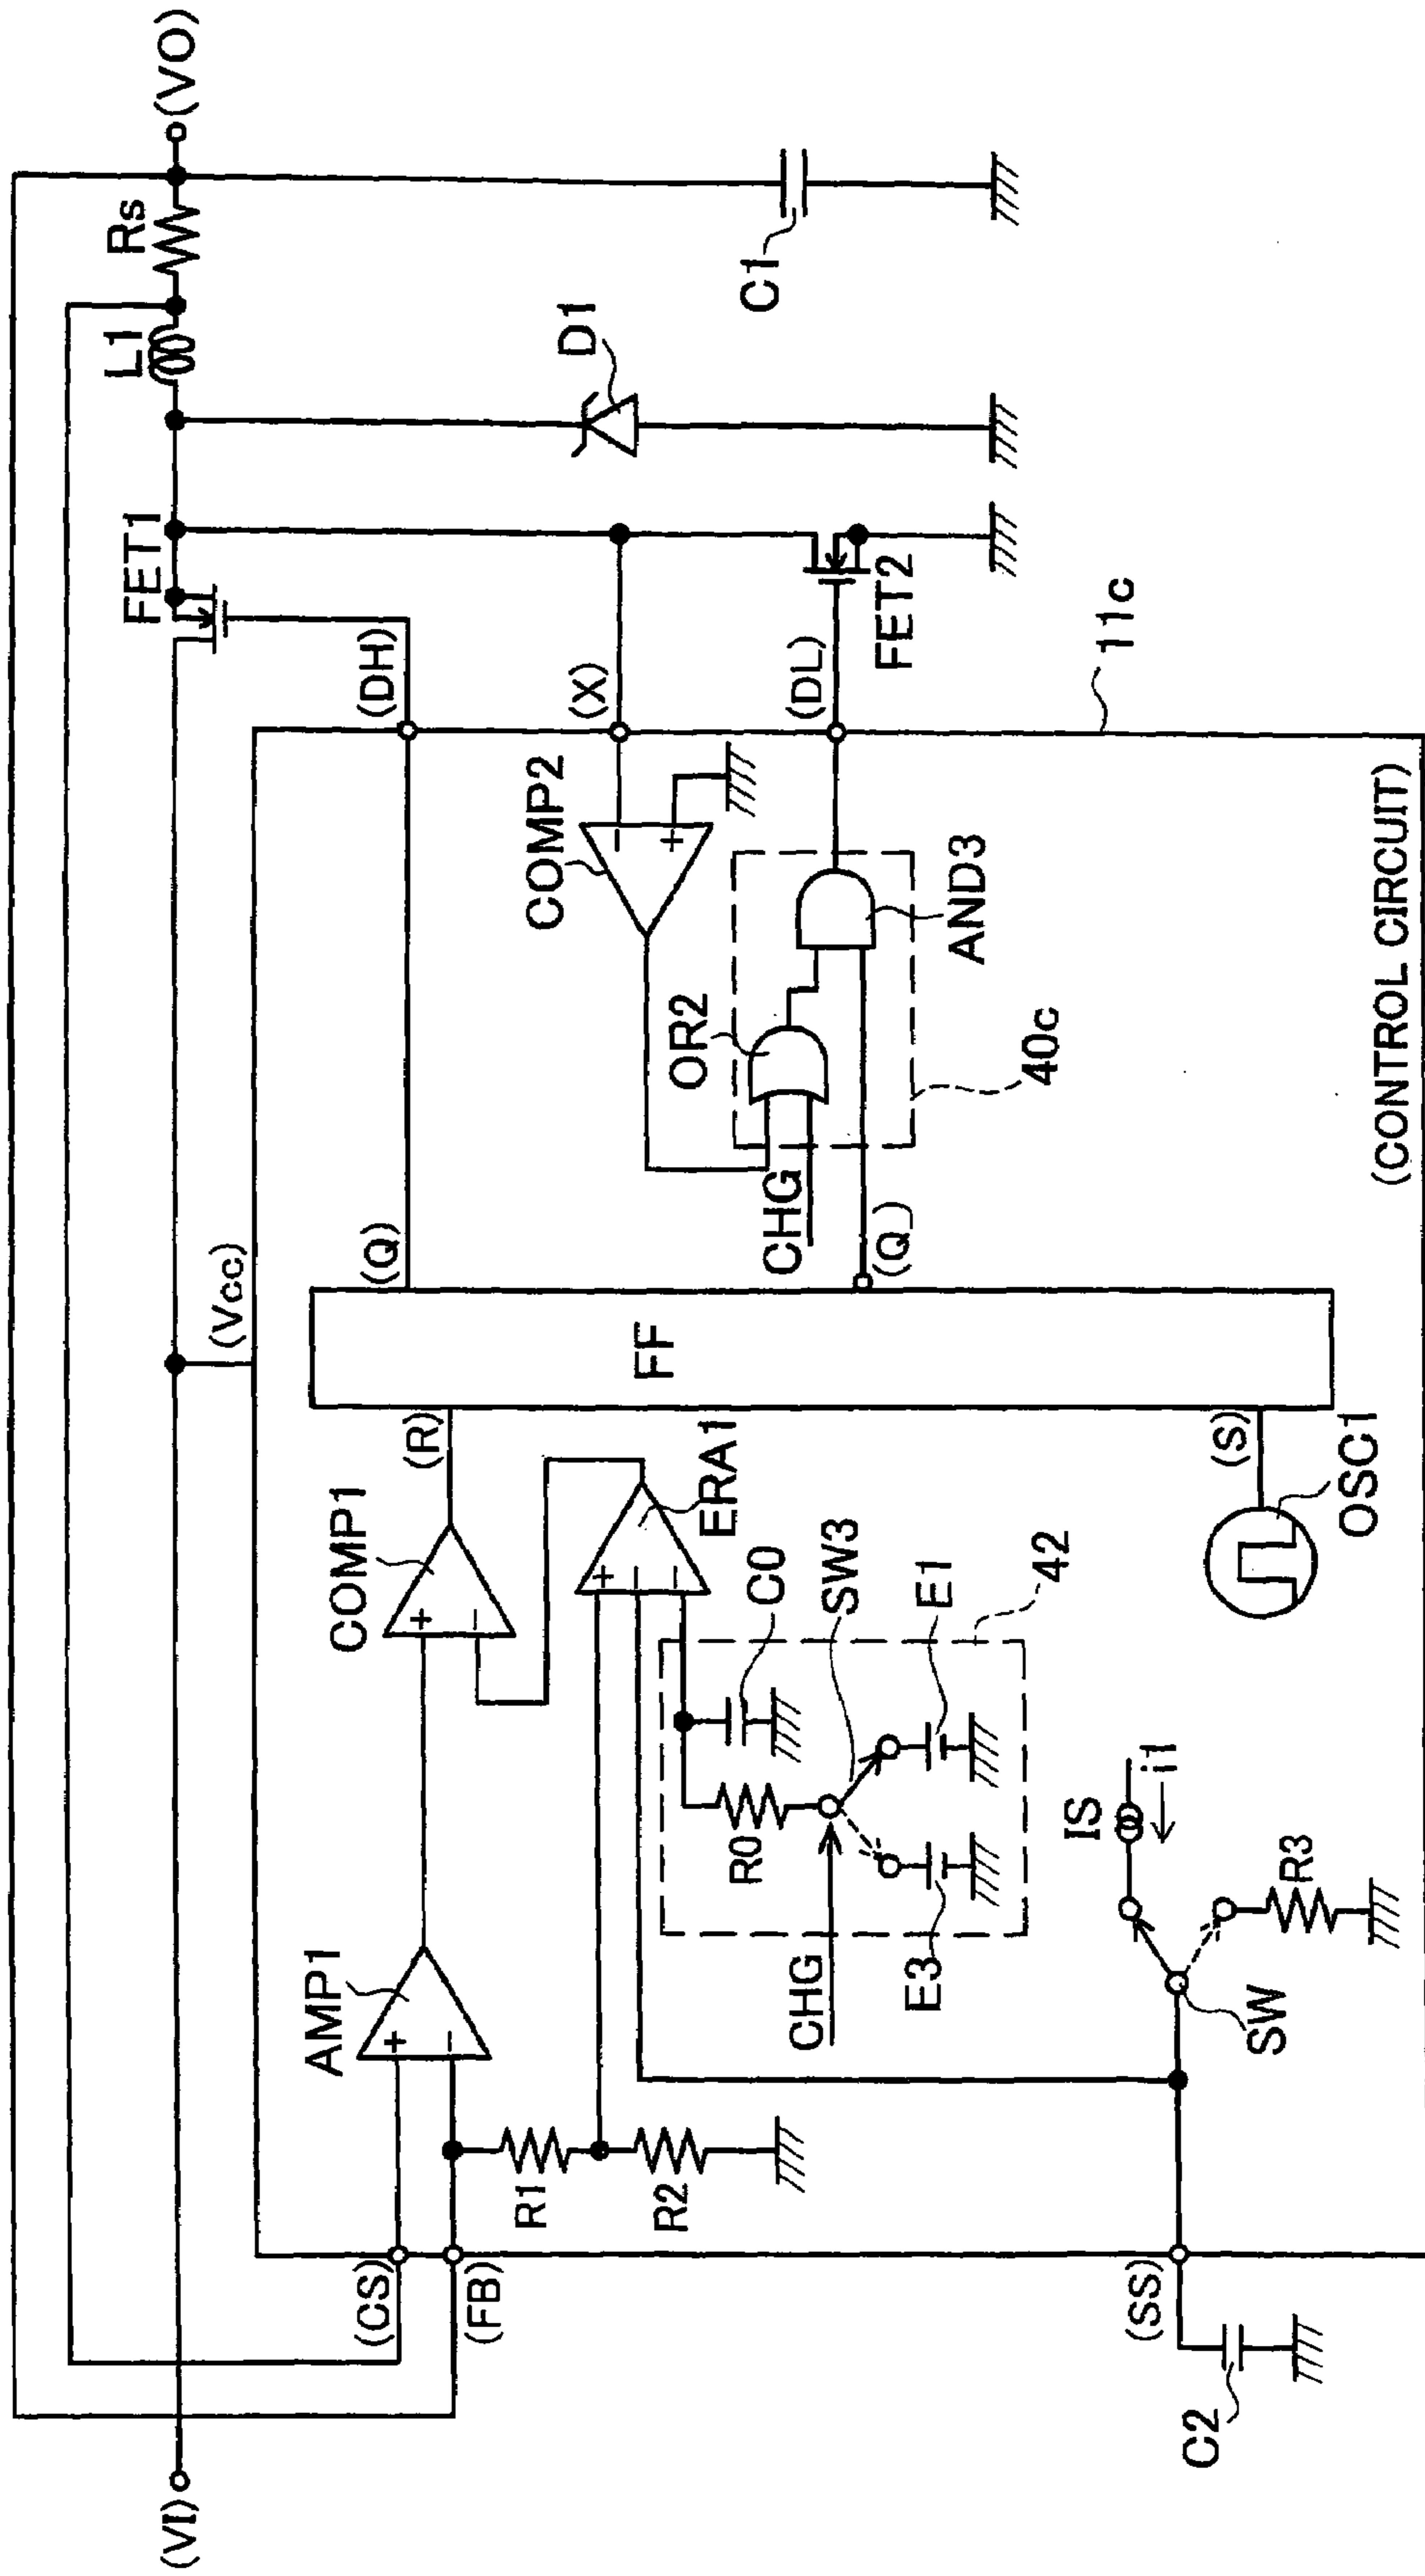 (VI)
(VO)
Rs
L1
FET1
D1
C1
(Vcc)
(DH)
(X)
(DL)
FET2
11c
(CS)
(FB)
(SS)
C2
AMP1
COMP1
(R)
(Q)
FF
ERA1
R1
R2
R0
C0
SW3
E1
E3
42
CHG
IS
i1
R3
SW
(S)
OSC1
COMP2
OR2
AND3
40c
CHG
(Q)
(CONTROL CIRCUIT)
+
−
+
−
+
−
−
−
+